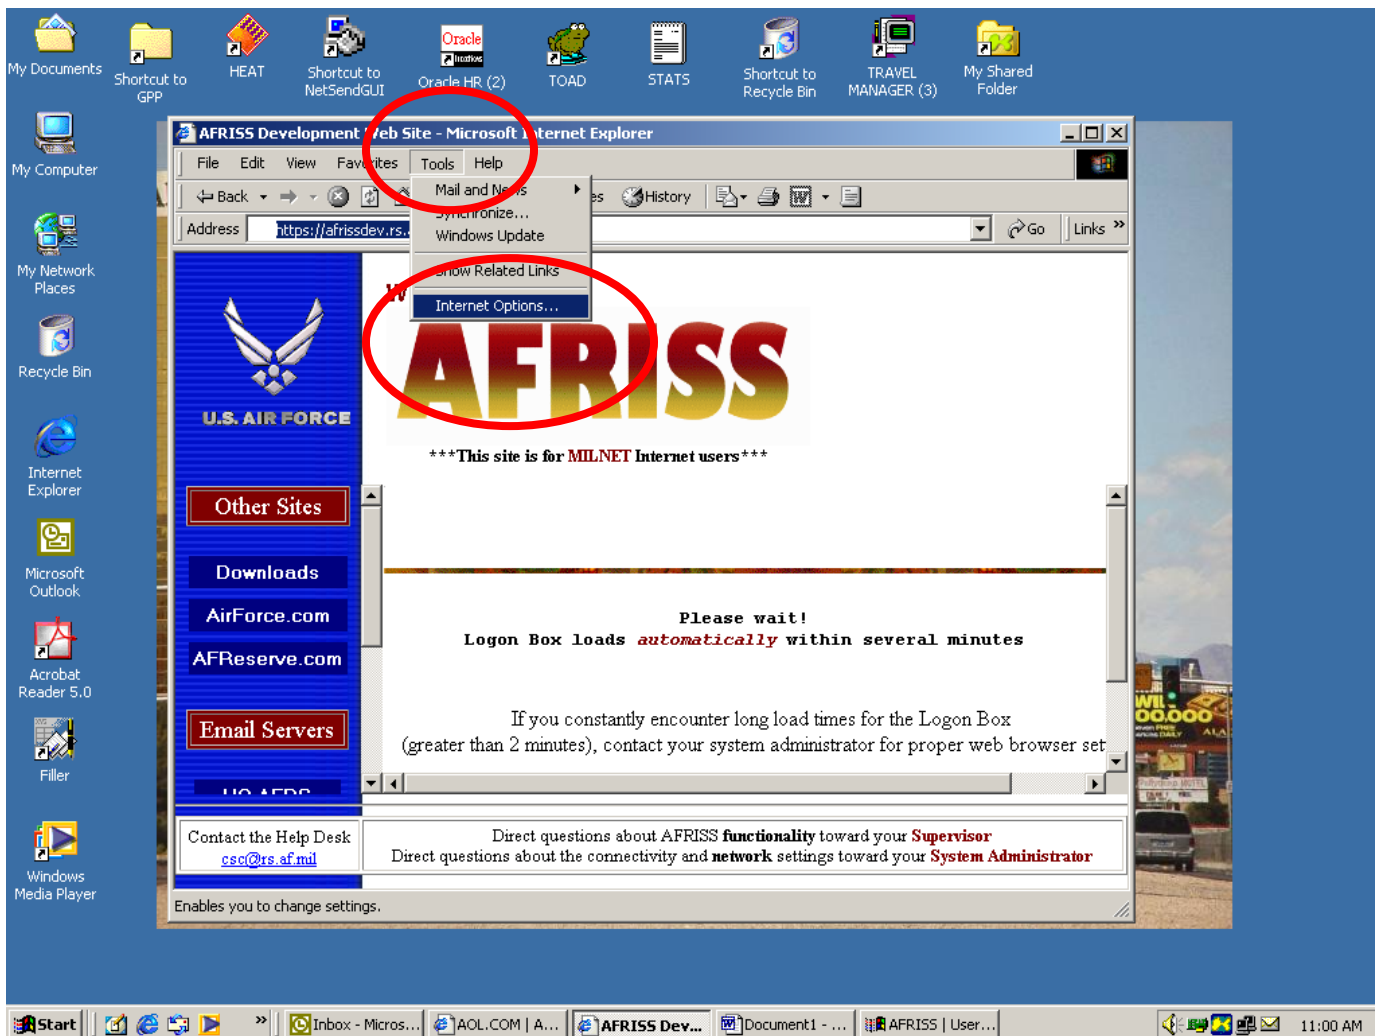 My Documents
Shortcut to
GPP
HEAT
Shortcut to
NetSendGUI
Oracle
Oracle HR (2)
TOAD
STATS
Shortcut to
Recycle Bin
TRAVEL
MANAGER (3)
My Shared
Folder
My Computer
My Network
Places
Recycle Bin
Internet
Explorer
Microsoft
Outlook
Acrobat
Reader 5.0
Filler
Windows
Media Player
AFRISS Development Web Site - Microsoft Internet Explorer
File Edit View Favorites Tools Help
Back History
Address https://afrissdev.rs. Go Links »
Mail and News
Synchronize...
Windows Update
Show Related Links
Internet Options...
U.S. AIR FORCE
AFRISS
***This site is for MILNET Internet users***
Other Sites
Downloads
AirForce.com
AFReserve.com
Email Servers
Please wait!
Logon Box loads automatically within several minutes
If you constantly encounter long load times for the Logon Box
(greater than 2 minutes), contact your system administrator for proper web browser set
Contact the Help Desk
csc@rs.af.mil
Direct questions about AFRISS functionality toward your Supervisor
Direct questions about the connectivity and network settings toward your System Administrator
Enables you to change settings.
Start » Inbox - Micros... AOL.COM | A... AFRISS Dev... Document1 - ... AFRISS | User... 11:00 AM